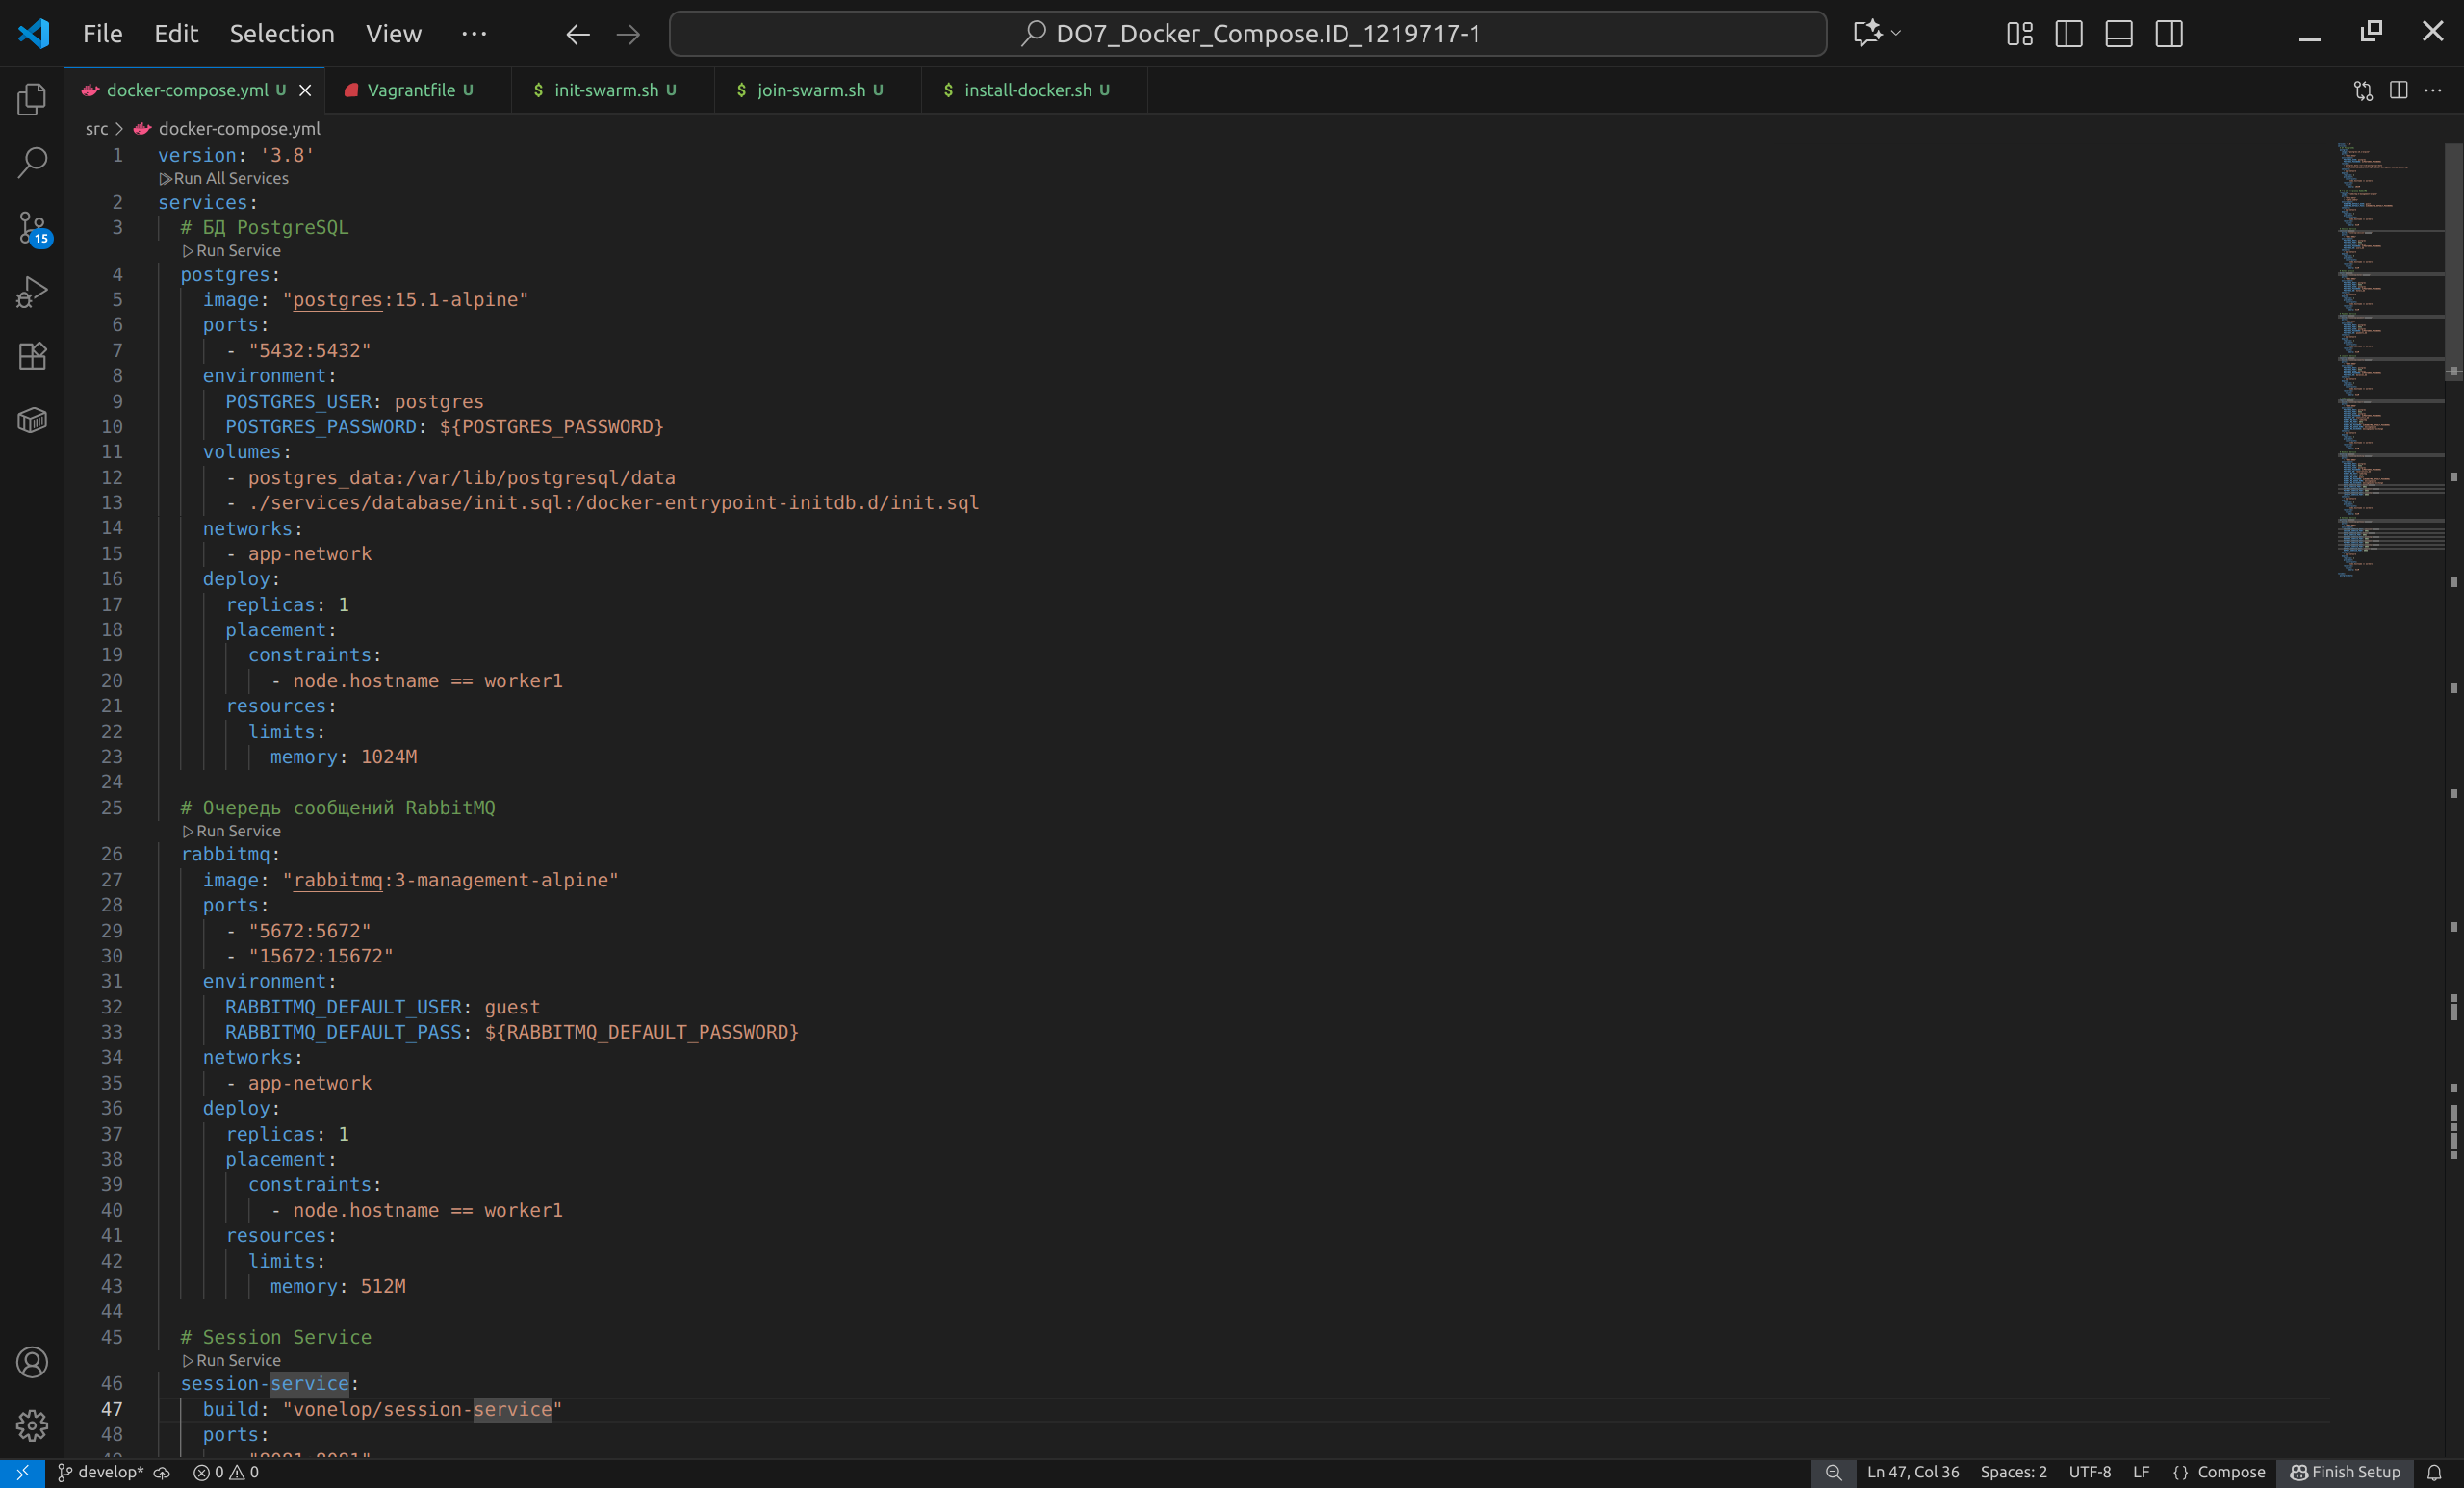 File Edit Selection View ··· DO7_Docker_Compose.ID_1219717-1
docker-compose.yml U Vagrantfile U $ init-swarm.sh U $ join-swarm.sh U $ install-docker.sh U
src > docker-compose.yml
1 version: '3.8'
Run All Services
2 services:
3 # БД PostgreSQL
Run Service
4 postgres:
5 image: "postgres:15.1-alpine"
6 ports:
7 - "5432:5432"
8 environment:
9 POSTGRES_USER: postgres
10 POSTGRES_PASSWORD: ${POSTGRES_PASSWORD}
11 volumes:
12 - postgres_data:/var/lib/postgresql/data
13 - ./services/database/init.sql:/docker-entrypoint-initdb.d/init.sql
14 networks:
15 - app-network
16 deploy:
17 replicas: 1
18 placement:
19 constraints:
20 - node.hostname == worker1
21 resources:
22 limits:
23 memory: 1024M
24
25 # Очередь сообщений RabbitMQ
Run Service
26 rabbitmq:
27 image: "rabbitmq:3-management-alpine"
28 ports:
29 - "5672:5672"
30 - "15672:15672"
31 environment:
32 RABBITMQ_DEFAULT_USER: guest
33 RABBITMQ_DEFAULT_PASS: ${RABBITMQ_DEFAULT_PASSWORD}
34 networks:
35 - app-network
36 deploy:
37 replicas: 1
38 placement:
39 constraints:
40 - node.hostname == worker1
41 resources:
42 limits:
43 memory: 512M
44
45 # Session Service
Run Service
46 session-service:
47 build: "vonelop/session-service"
48 ports:
15
develop* 0 0 Ln 47, Col 36 Spaces: 2 UTF-8 LF {} Compose Finish Setup